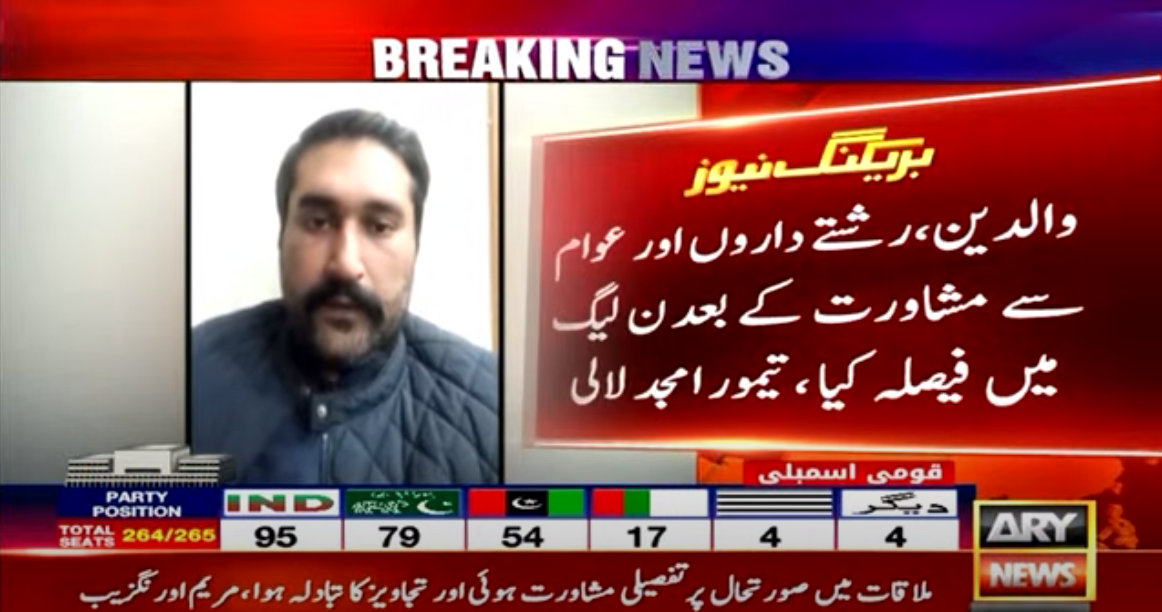 BREAKING NEWS
بریکنگ نیوز
والدین، رشتے داروں اور عوام
سے مشاورت کے بعد ن لیگ
میں فیصلہ کیا، تیمور امجد لالی
قومی اسمبلی
PARTY POSITION
IND
دیگر
TOTAL SEATS 264/265
95 79 54 17 4 4
ARY
NEWS
ملاقات میں صورتحال پر تفصیلی مشاورت ہوئی اور تجاویز کا تبادلہ ہوا، مریم اورنگزیب